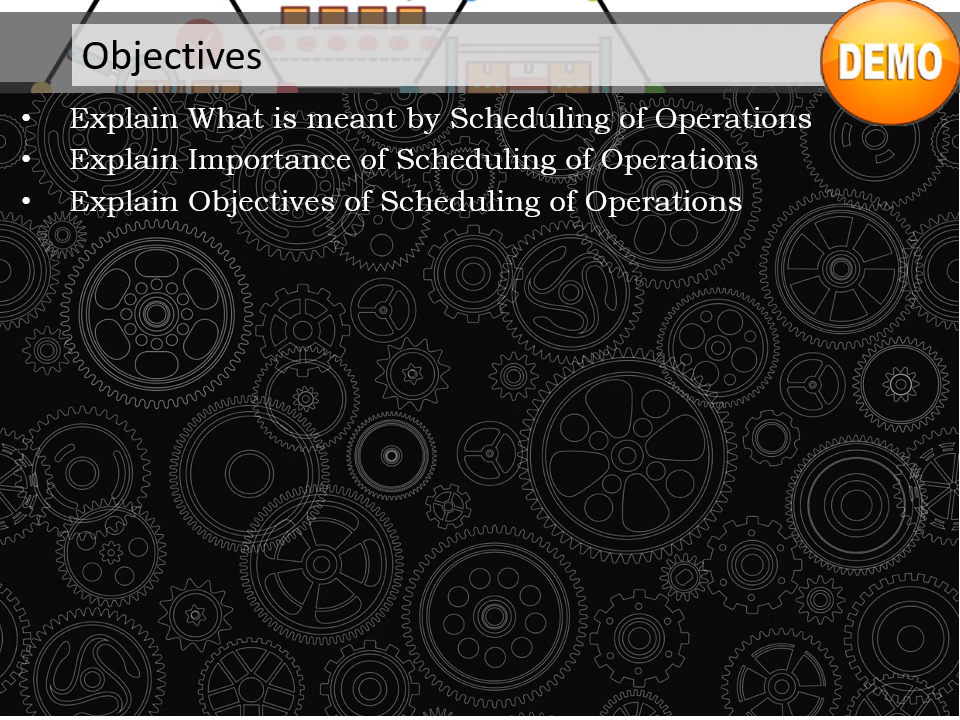 Objectives
DEMO
• Explain What is meant by Scheduling of Operations
• Explain Importance of Scheduling of Operations
• Explain Objectives of Scheduling of Operations